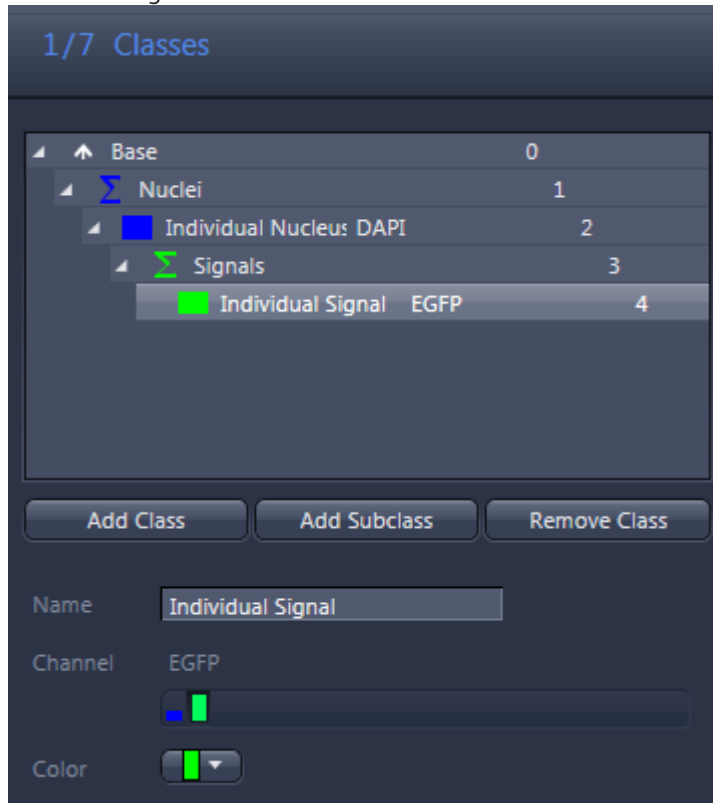 1/7 Classes
Base 0
Nuclei 1
Individual Nucleus DAPI 2
Signals 3
Individual Signal EGFP 4
Add Class Add Subclass Remove Class
Name Individual Signal
Channel EGFP
Color